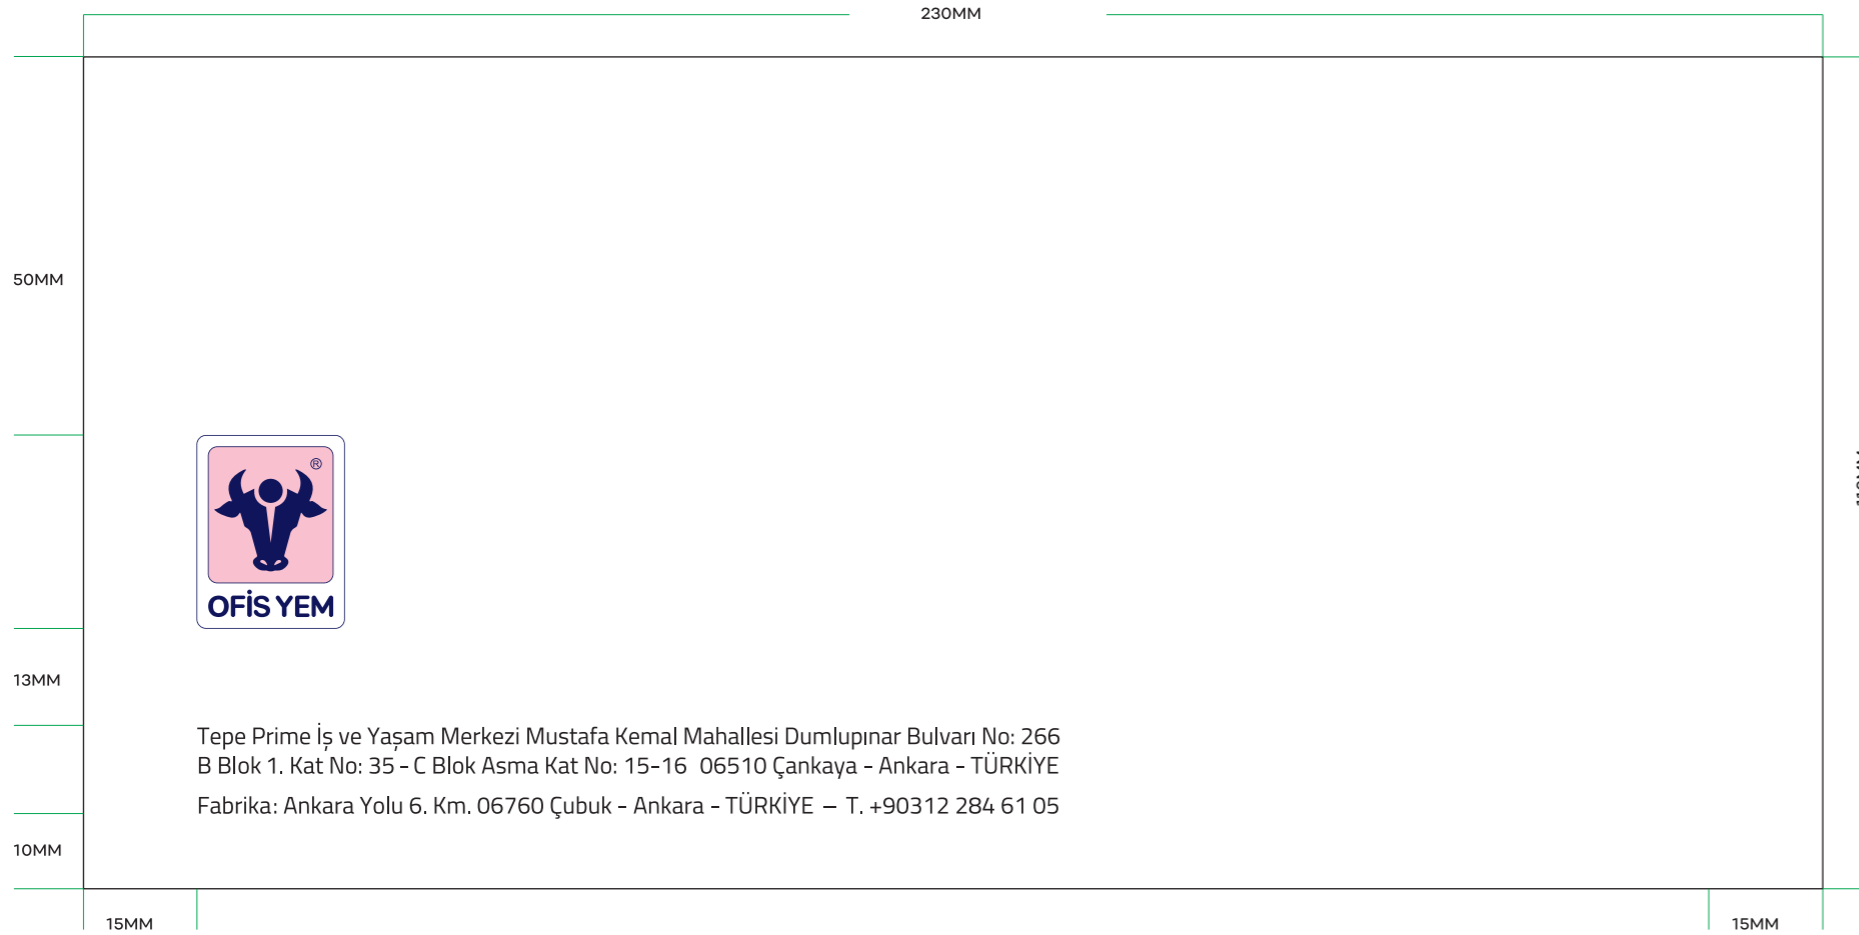 230MM
50MM
®
OFİS YEM
13MM
Tepe Prime İş ve Yaşam Merkezi Mustafa Kemal Mahallesi Dumlupınar Bulvarı No: 266
B Blok 1. Kat No: 35 - C Blok Asma Kat No: 15-16 06510 Çankaya - Ankara - TÜRKİYE
Fabrika: Ankara Yolu 6. Km. 06760 Çubuk - Ankara - TÜRKİYE – T. +90312 284 61 05
10MM
15MM
15MM